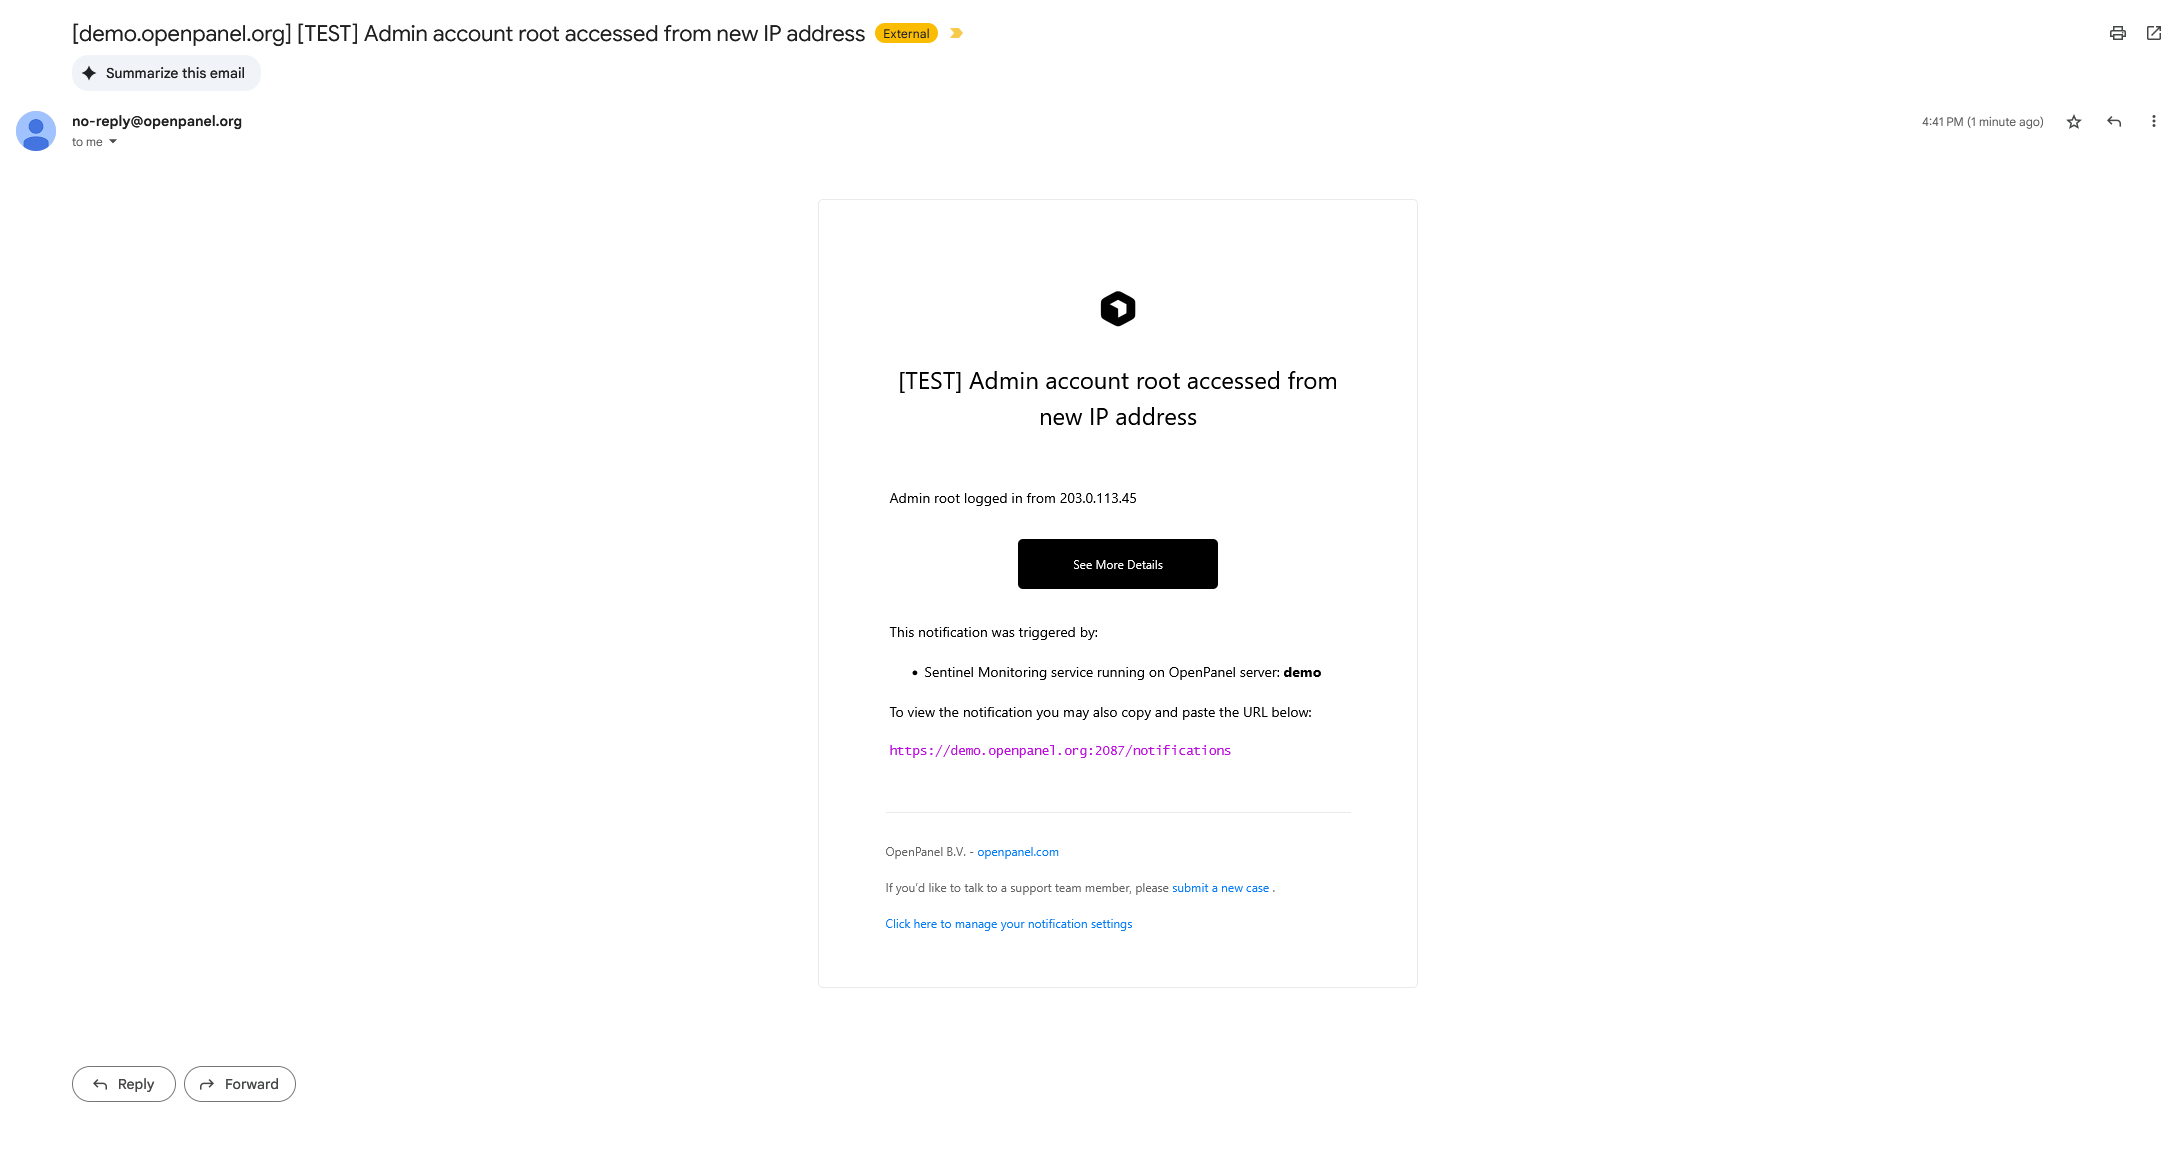 [demo.openpanel.org] [TEST] Admin account root accessed from new IP address External
Summarize this email
no-reply@openpanel.org
4:41 PM (1 minute ago)
to me
[TEST] Admin account root accessed from
new IP address
Admin root logged in from 203.0.113.45
See More Details
This notification was triggered by:
• Sentinel Monitoring service running on OpenPanel server: demo
To view the notification you may also copy and paste the URL below:
https://demo.openpanel.org:2087/notifications
OpenPanel B.V. - openpanel.com
If you'd like to talk to a support team member, please submit a new case .
Click here to manage your notification settings
Reply
Forward